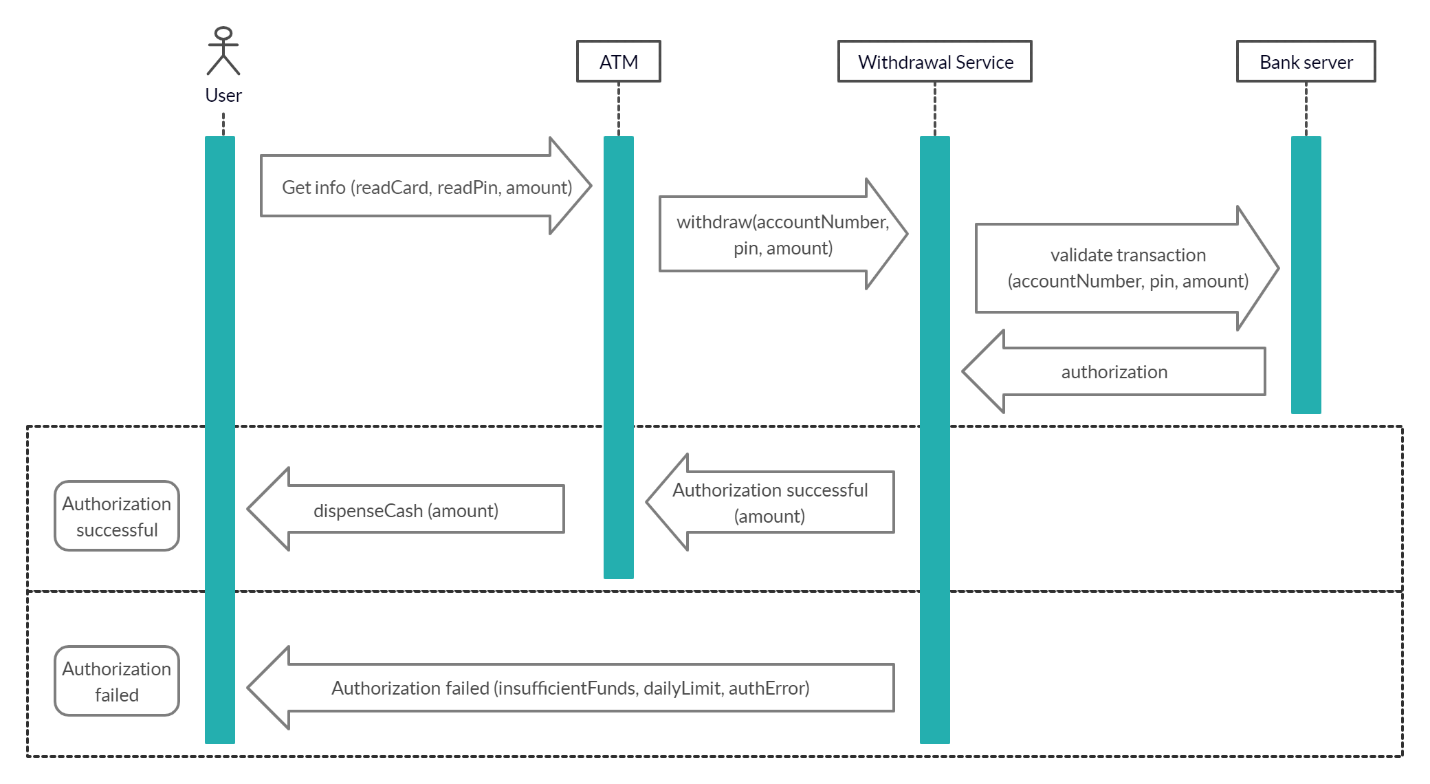 User
ATM
Withdrawal Service
Bank server
Get info (readCard, readPin, amount)
withdraw(accountNumber,
pin, amount)
validate transaction
(accountNumber, pin, amount)
authorization
Authorization
successful
dispenseCash (amount)
Authorization successful
(amount)
Authorization
failed
Authorization failed (insufficientFunds, dailyLimit, authError)